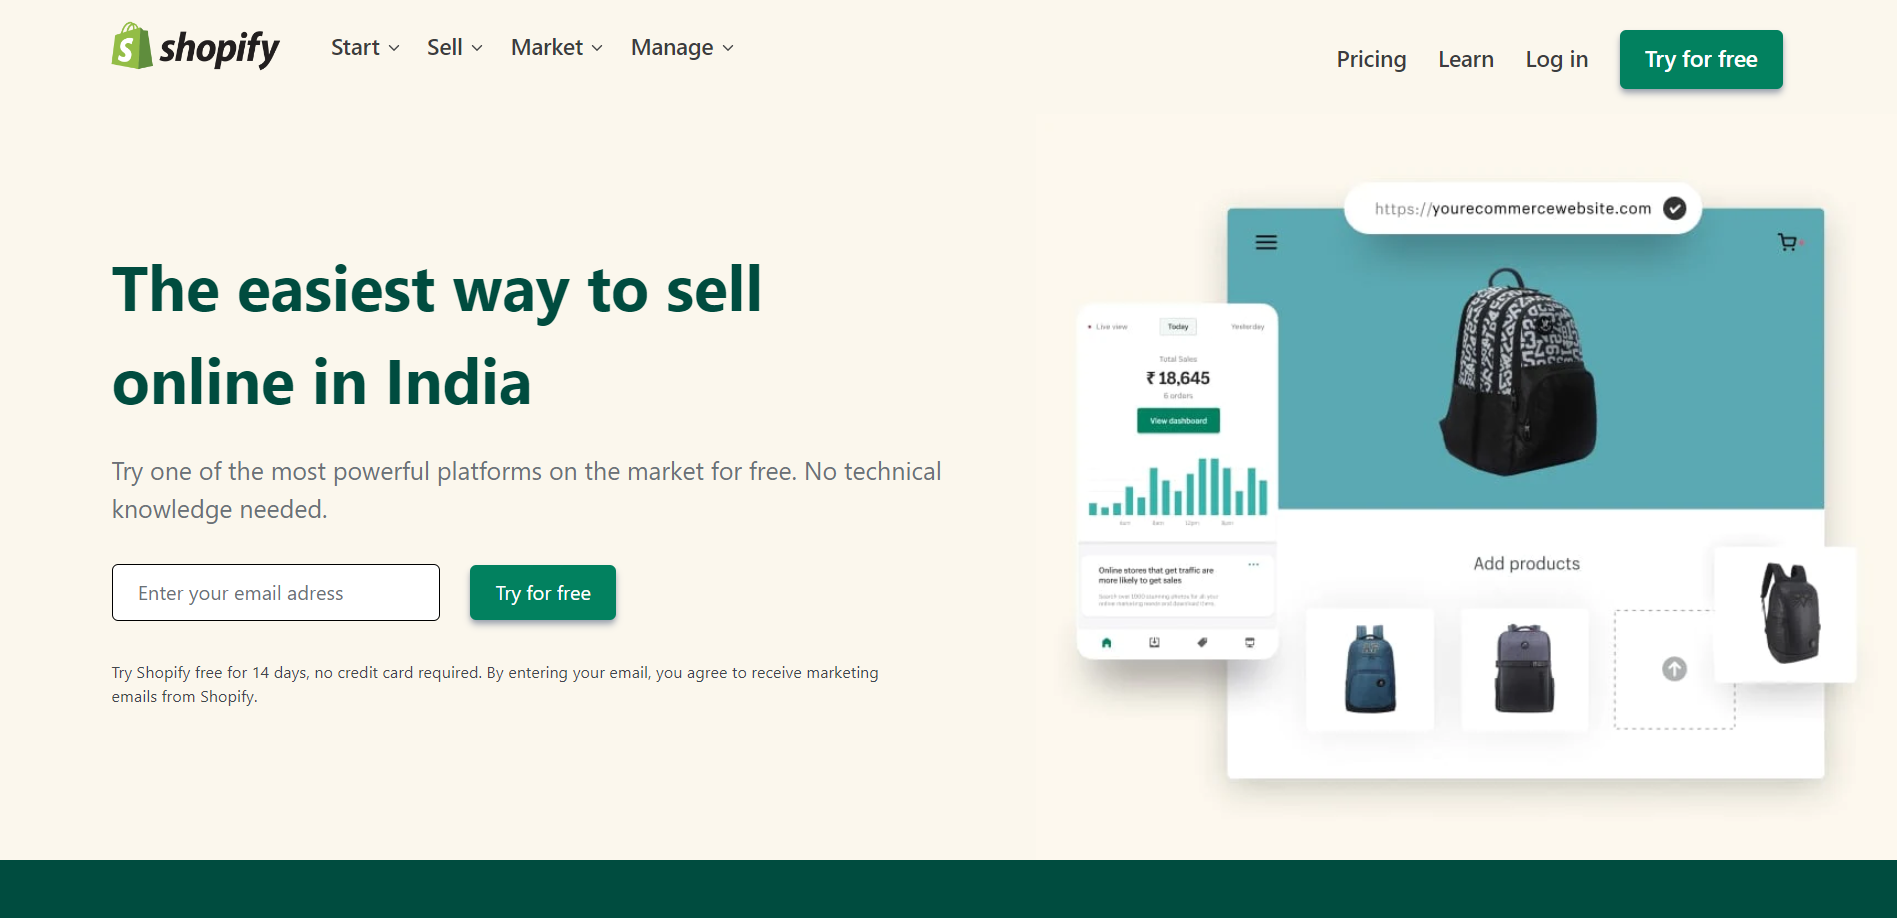 shopify
Start
Sell
Market
Manage
Pricing
Learn
Log in
Try for free
The easiest way to sell
online in India
Try one of the most powerful platforms on the market for free. No technical
knowledge needed.
Enter your email adress
Try for free
Try Shopify free for 14 days, no credit card required. By entering your email, you agree to receive marketing
emails from Shopify.
https://yourecommercewebsite.com
Live view
Today
Yesterday
Total Sales
₹ 18,645
6 orders
View dashboard
Online stores that get traffic are
more likely to get sales
Add products